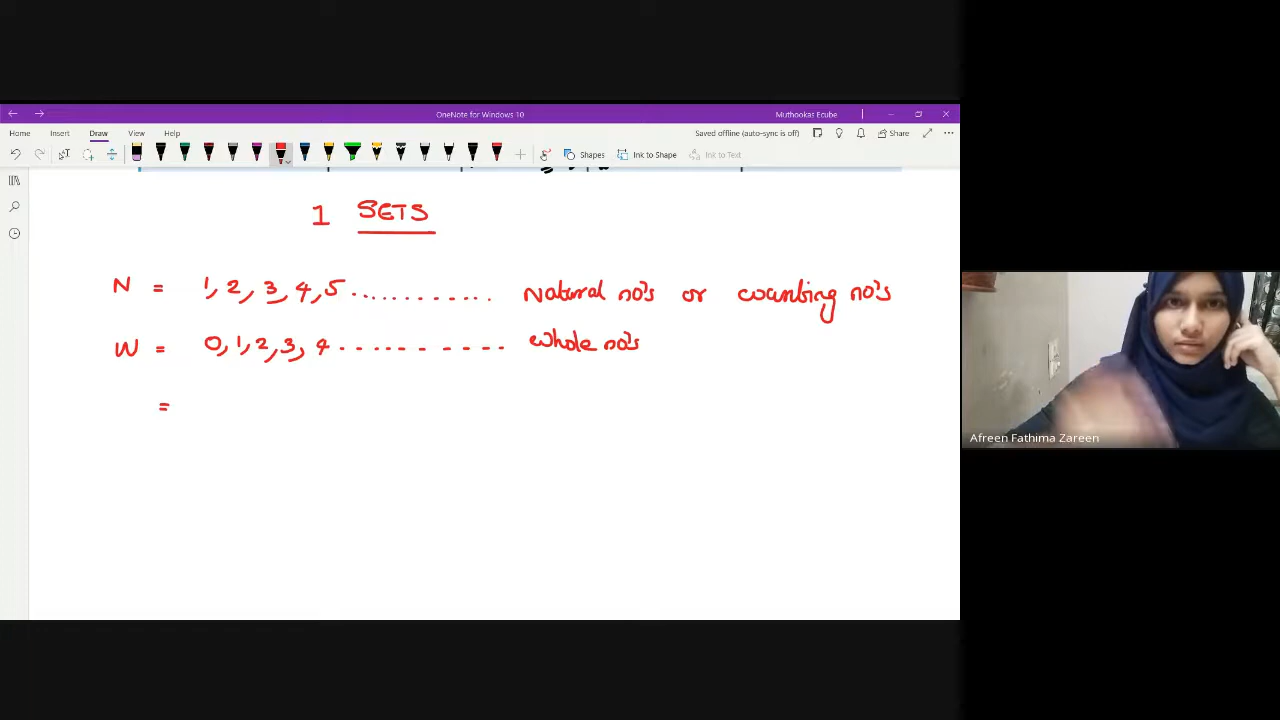 OneNote for Windows 10
Muthookas Ecube
Home Insert Draw View Help
Saved offline (auto-sync is off)
Share
Shapes
Ink to Shape
Ink to Text
1 SETS
N = 1, 2, 3, 4, 5 .......... Natural no's or counting no's
W = 0, 1, 2, 3, 4 ............ Whole no's
=
Afreen Fathima Zareen